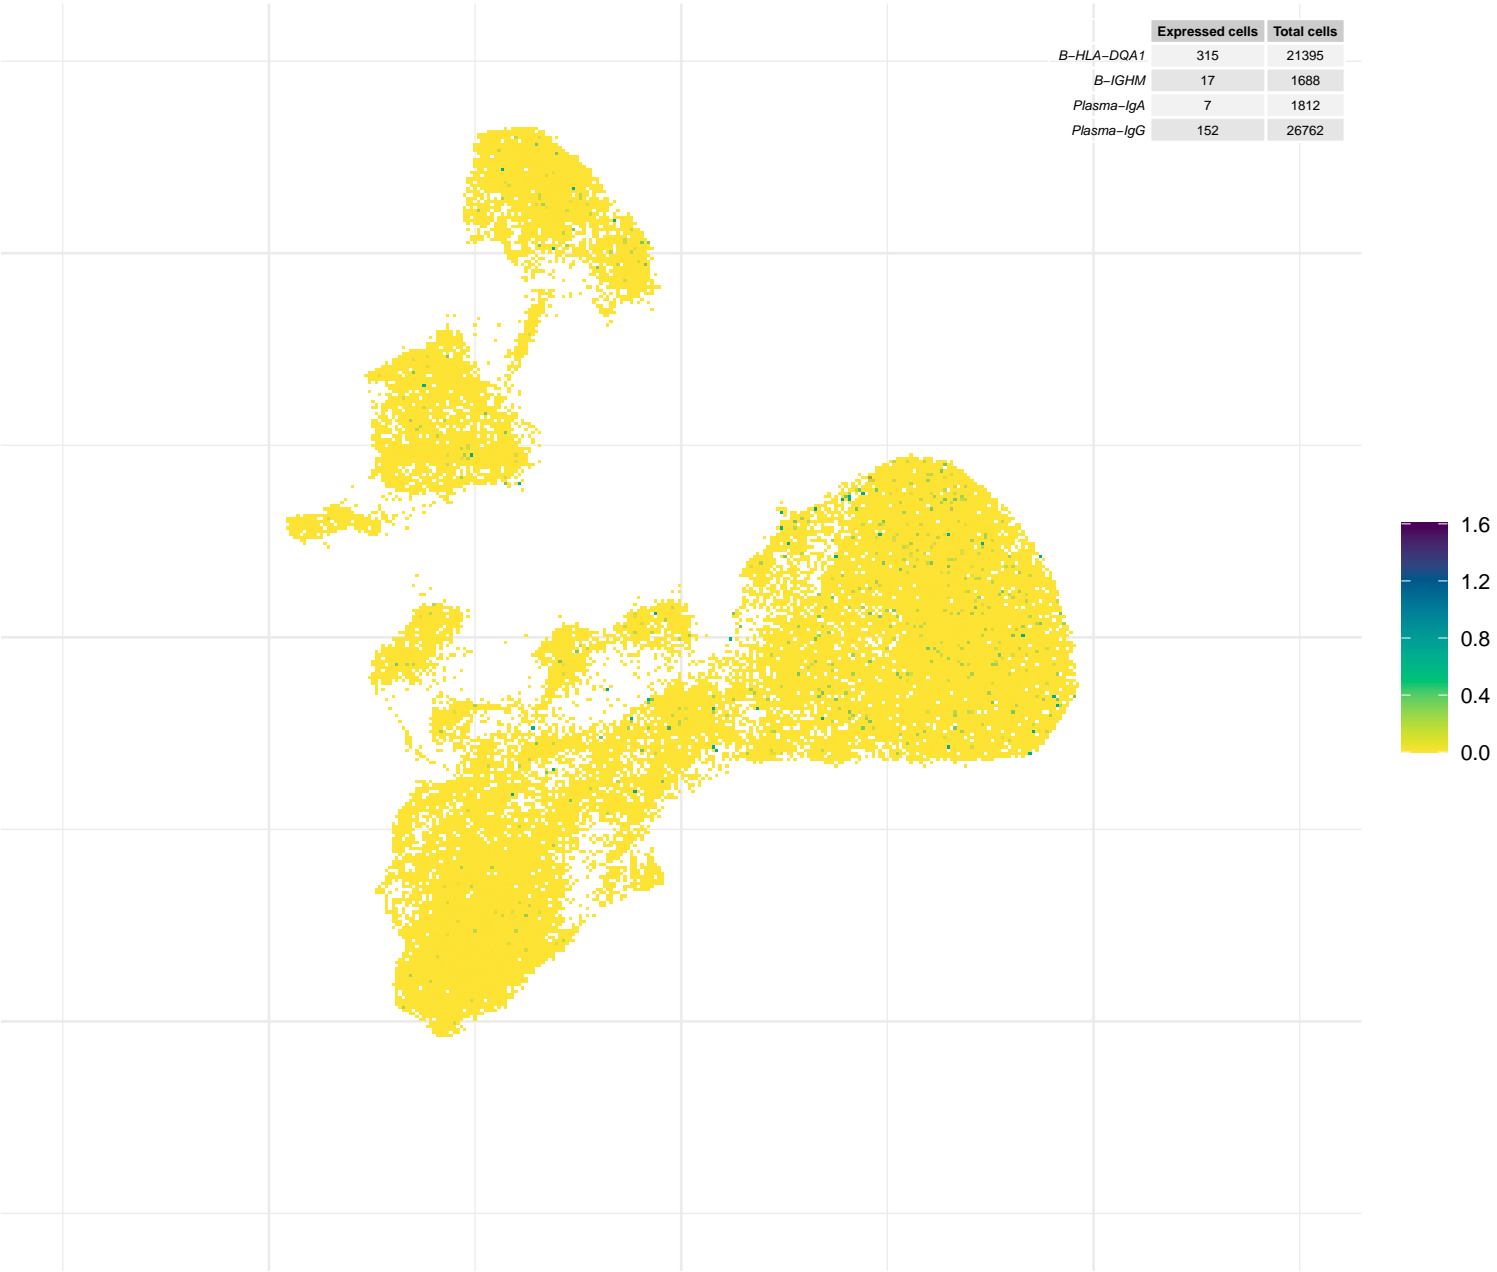 Expressed cells Total cells
B−HLA−DQA1 315 21395
B−IGHM 17 1688
Plasma−IgA 7 1812
Plasma−IgG 152 26762
1.6
1.2
0.8
0.4
0.0